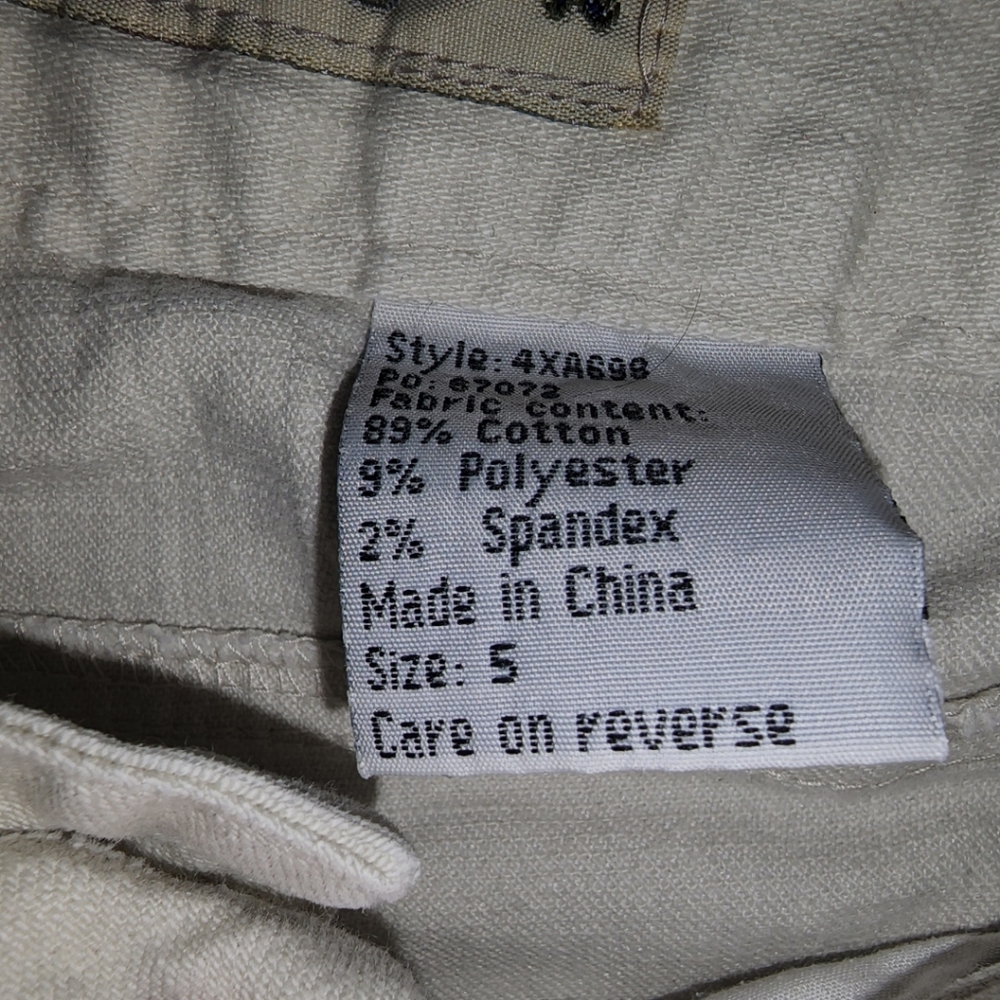 Style: 4XA698
PO: 67072
Fabric content:
89% Cotton
9% Polyester
2% Spandex
Made in China
Size: 5
Care on reverse